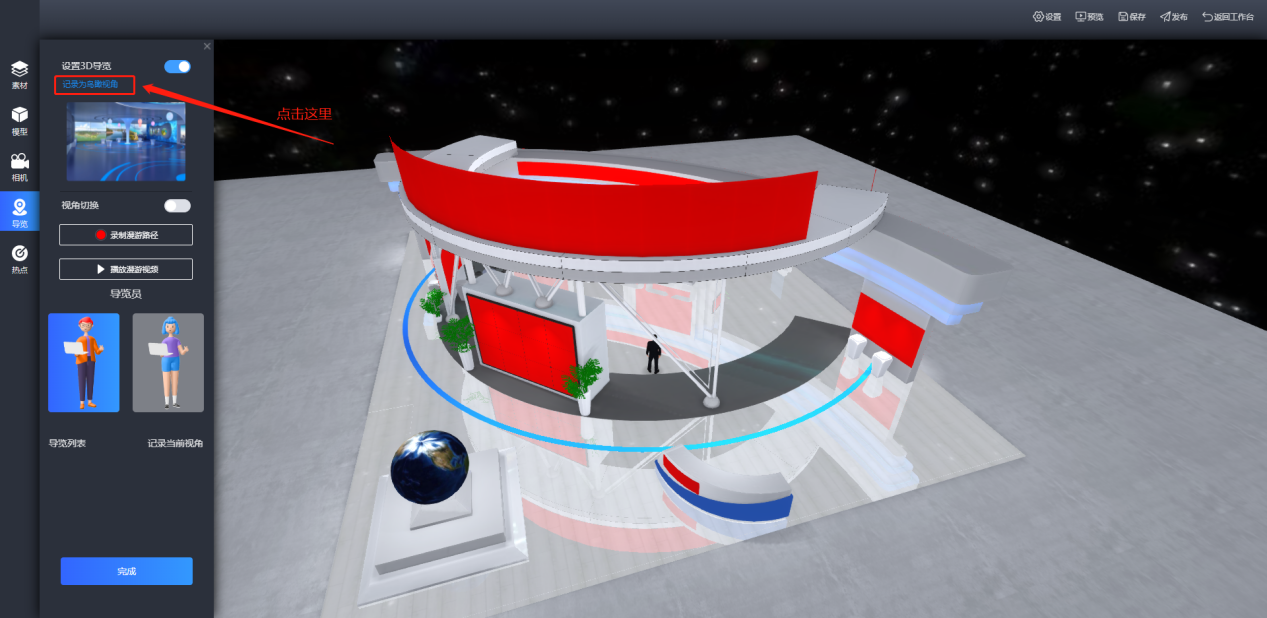 设置
预览
保存
发布
返回工作台
素材
模型
相机
导览
热点
设置3D导览
记录为鸟瞰视角
点击这里
视角切换
录制漫游路径
播放漫游视频
导览员
导览列表
记录当前视角
完成